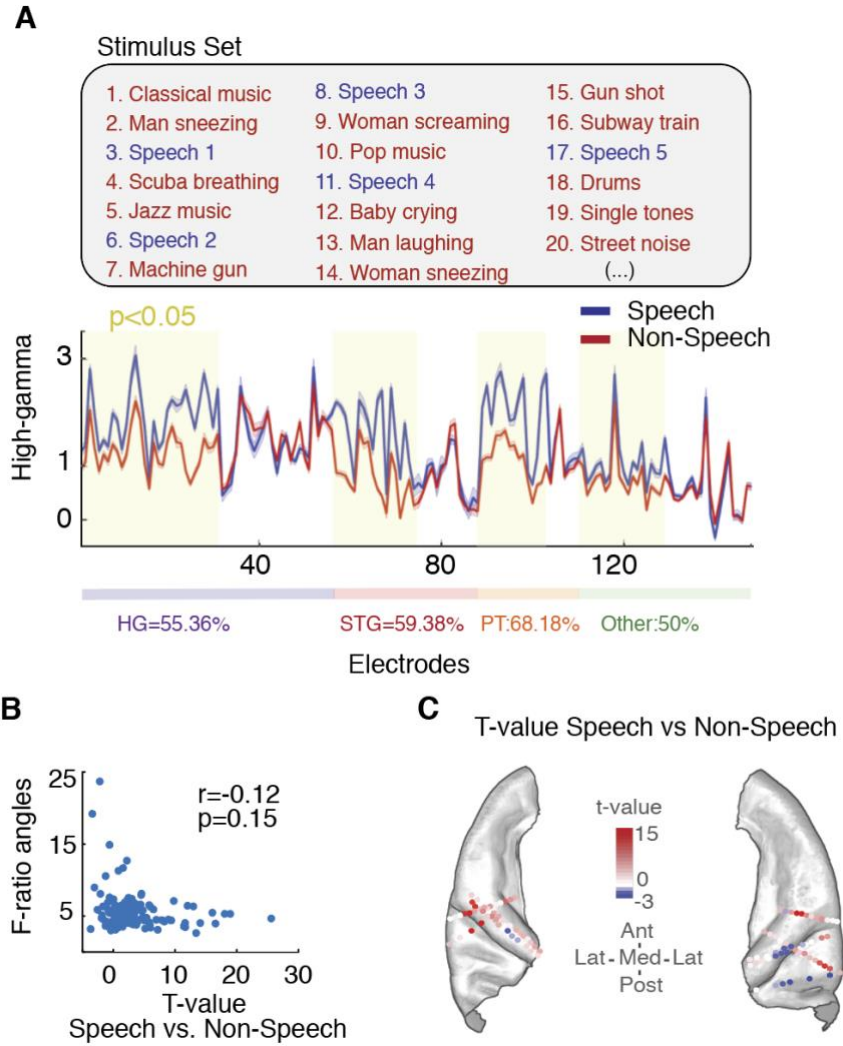 A
Stimulus Set
1. Classical music
2. Man sneezing
3. Speech 1
4. Scuba breathing
5. Jazz music
6. Speech 2
7. Machine gun
8. Speech 3
9. Woman screaming
10. Pop music
11. Speech 4
12. Baby crying
13. Man laughing
14. Woman sneezing
15. Gun shot
16. Subway train
17. Speech 5
18. Drums
19. Single tones
20. Street noise
(...)
p<0.05
Speech
Non-Speech
High-gamma
3
1
0
40 80 120
HG=55.36% STG=59.38% PT:68.18% Other:50%
Electrodes
B
F-ratio angles
25
15
5
r=-0.12
p=0.15
0 10 20 30
T-value
Speech vs. Non-Speech
C
T-value Speech vs Non-Speech
t-value
15
0
-3
Ant
Lat-Med-Lat
Post